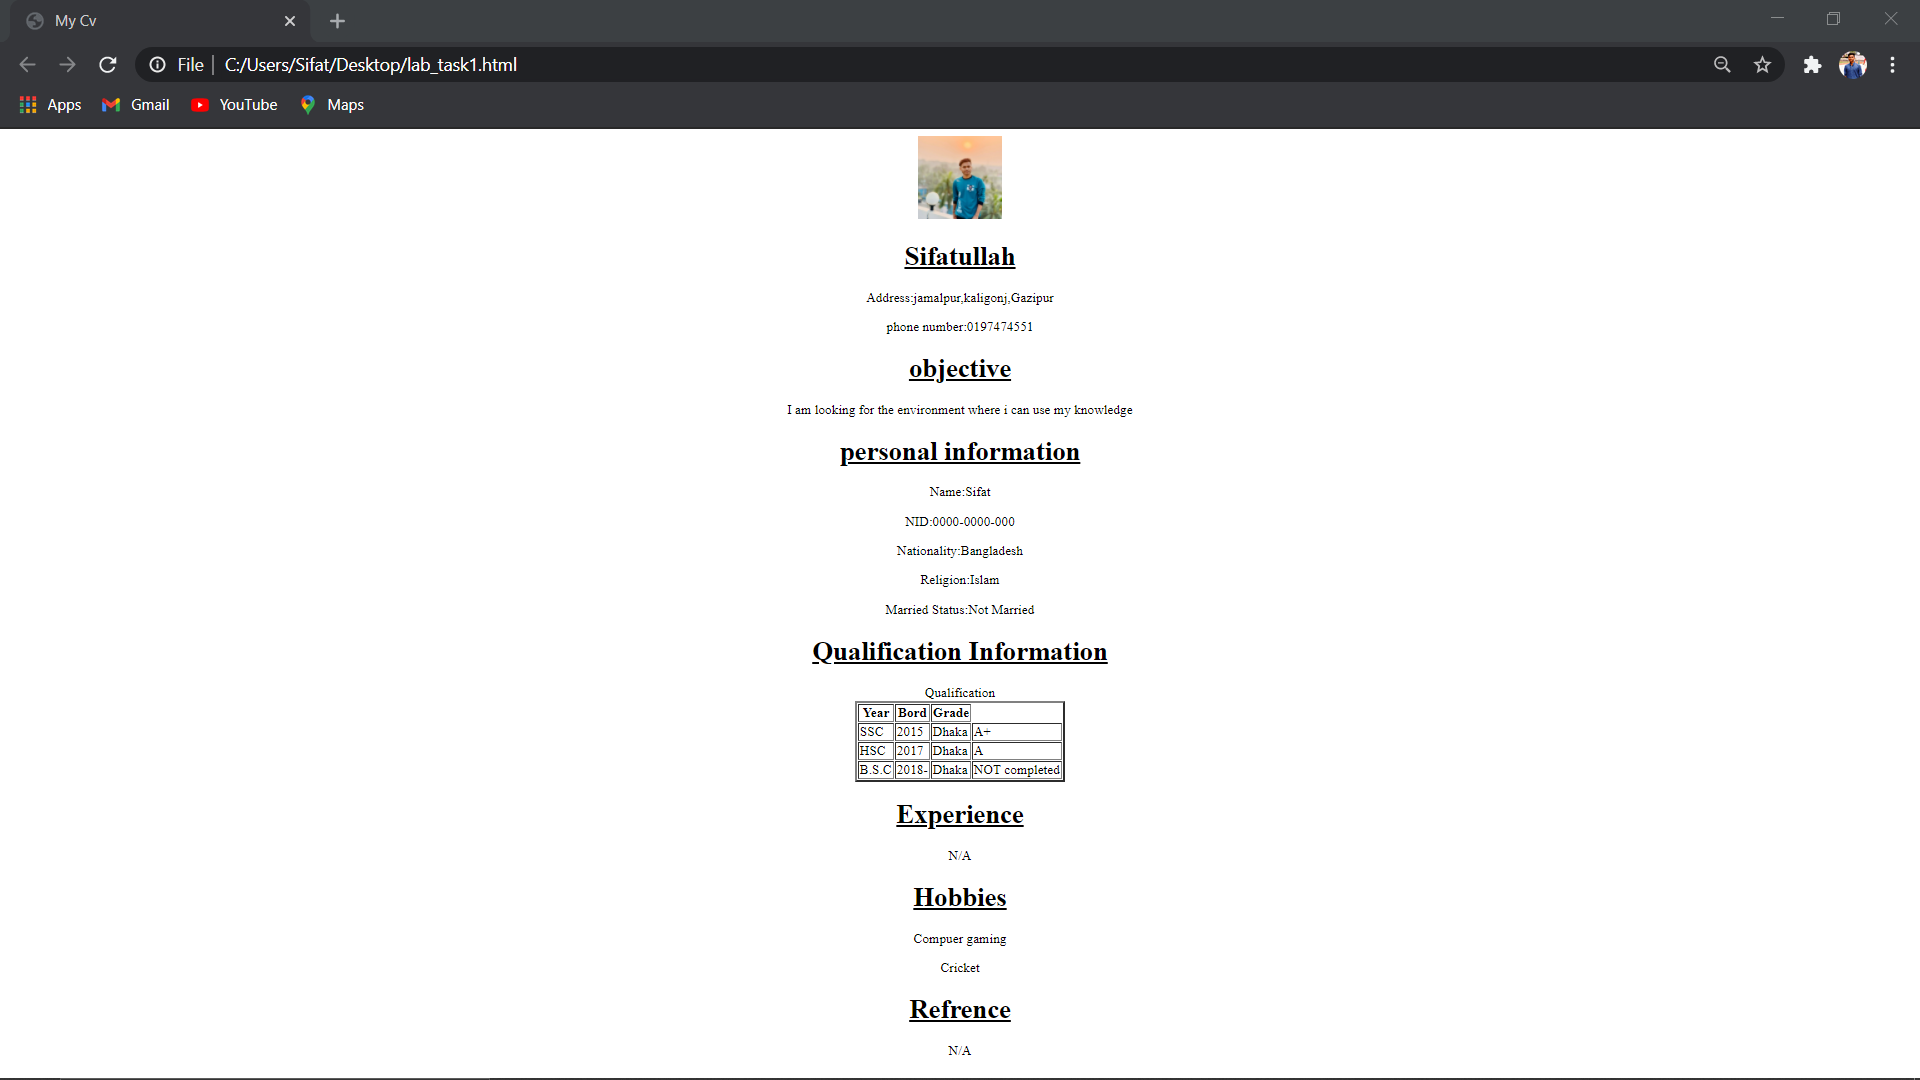 My Cv
File | C:/Users/Sifat/Desktop/lab_task1.html
Apps Gmail YouTube Maps
Sifatullah
Address:jamalpur,kaligonj,Gazipur
phone number:0197474551
objective
I am looking for the environment where i can use my knowledge
personal information
Name:Sifat
NID:0000-0000-000
Nationality:Bangladesh
Religion:Islam
Married Status:Not Married
Qualification Information
Qualification
Year Bord Grade
SSC 2015 Dhaka A+
HSC 2017 Dhaka A
B.S.C 2018- Dhaka NOT completed
Experience
N/A
Hobbies
Compuer gaming
Cricket
Refrence
N/A